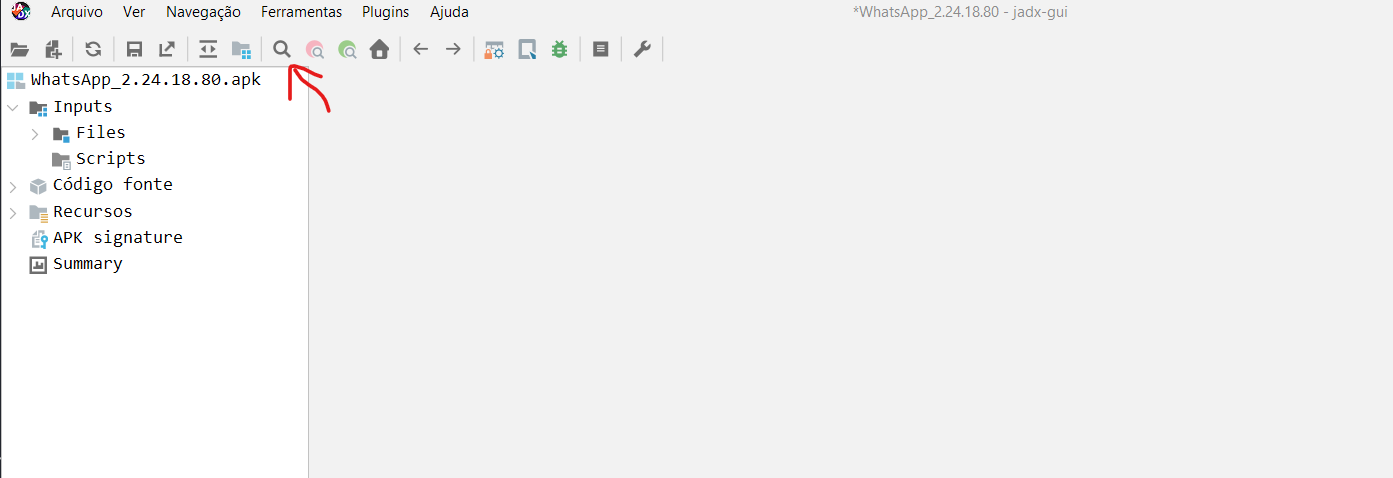 Arquivo Ver Navegação Ferramentas Plugins Ajuda *WhatsApp_2.24.18.80 - jadx-gui
WhatsApp_2.24.18.80.apk
Inputs
Files
Scripts
Código fonte
Recursos
APK signature
Summary